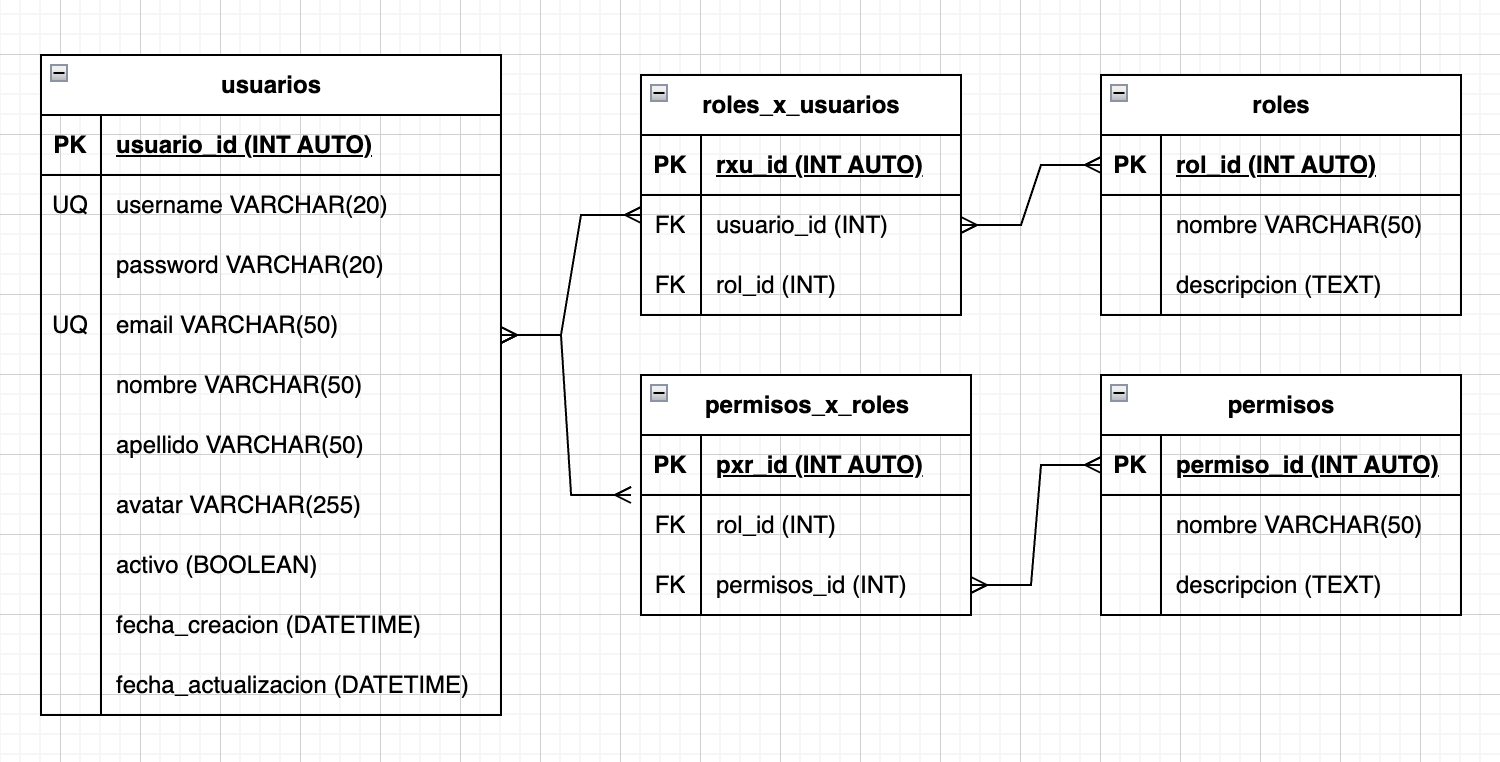 usuarios
PK usuario_id (INT AUTO)
UQ username VARCHAR(20)
password VARCHAR(20)
UQ email VARCHAR(50)
nombre VARCHAR(50)
apellido VARCHAR(50)
avatar VARCHAR(255)
activo (BOOLEAN)
fecha_creacion (DATETIME)
fecha_actualizacion (DATETIME)
roles_x_usuarios
PK rxu_id (INT AUTO)
FK usuario_id (INT)
FK rol_id (INT)
roles
PK rol_id (INT AUTO)
nombre VARCHAR(50)
descripcion (TEXT)
permisos_x_roles
PK pxr_id (INT AUTO)
FK rol_id (INT)
FK permisos_id (INT)
permisos
PK permiso_id (INT AUTO)
nombre VARCHAR(50)
descripcion (TEXT)